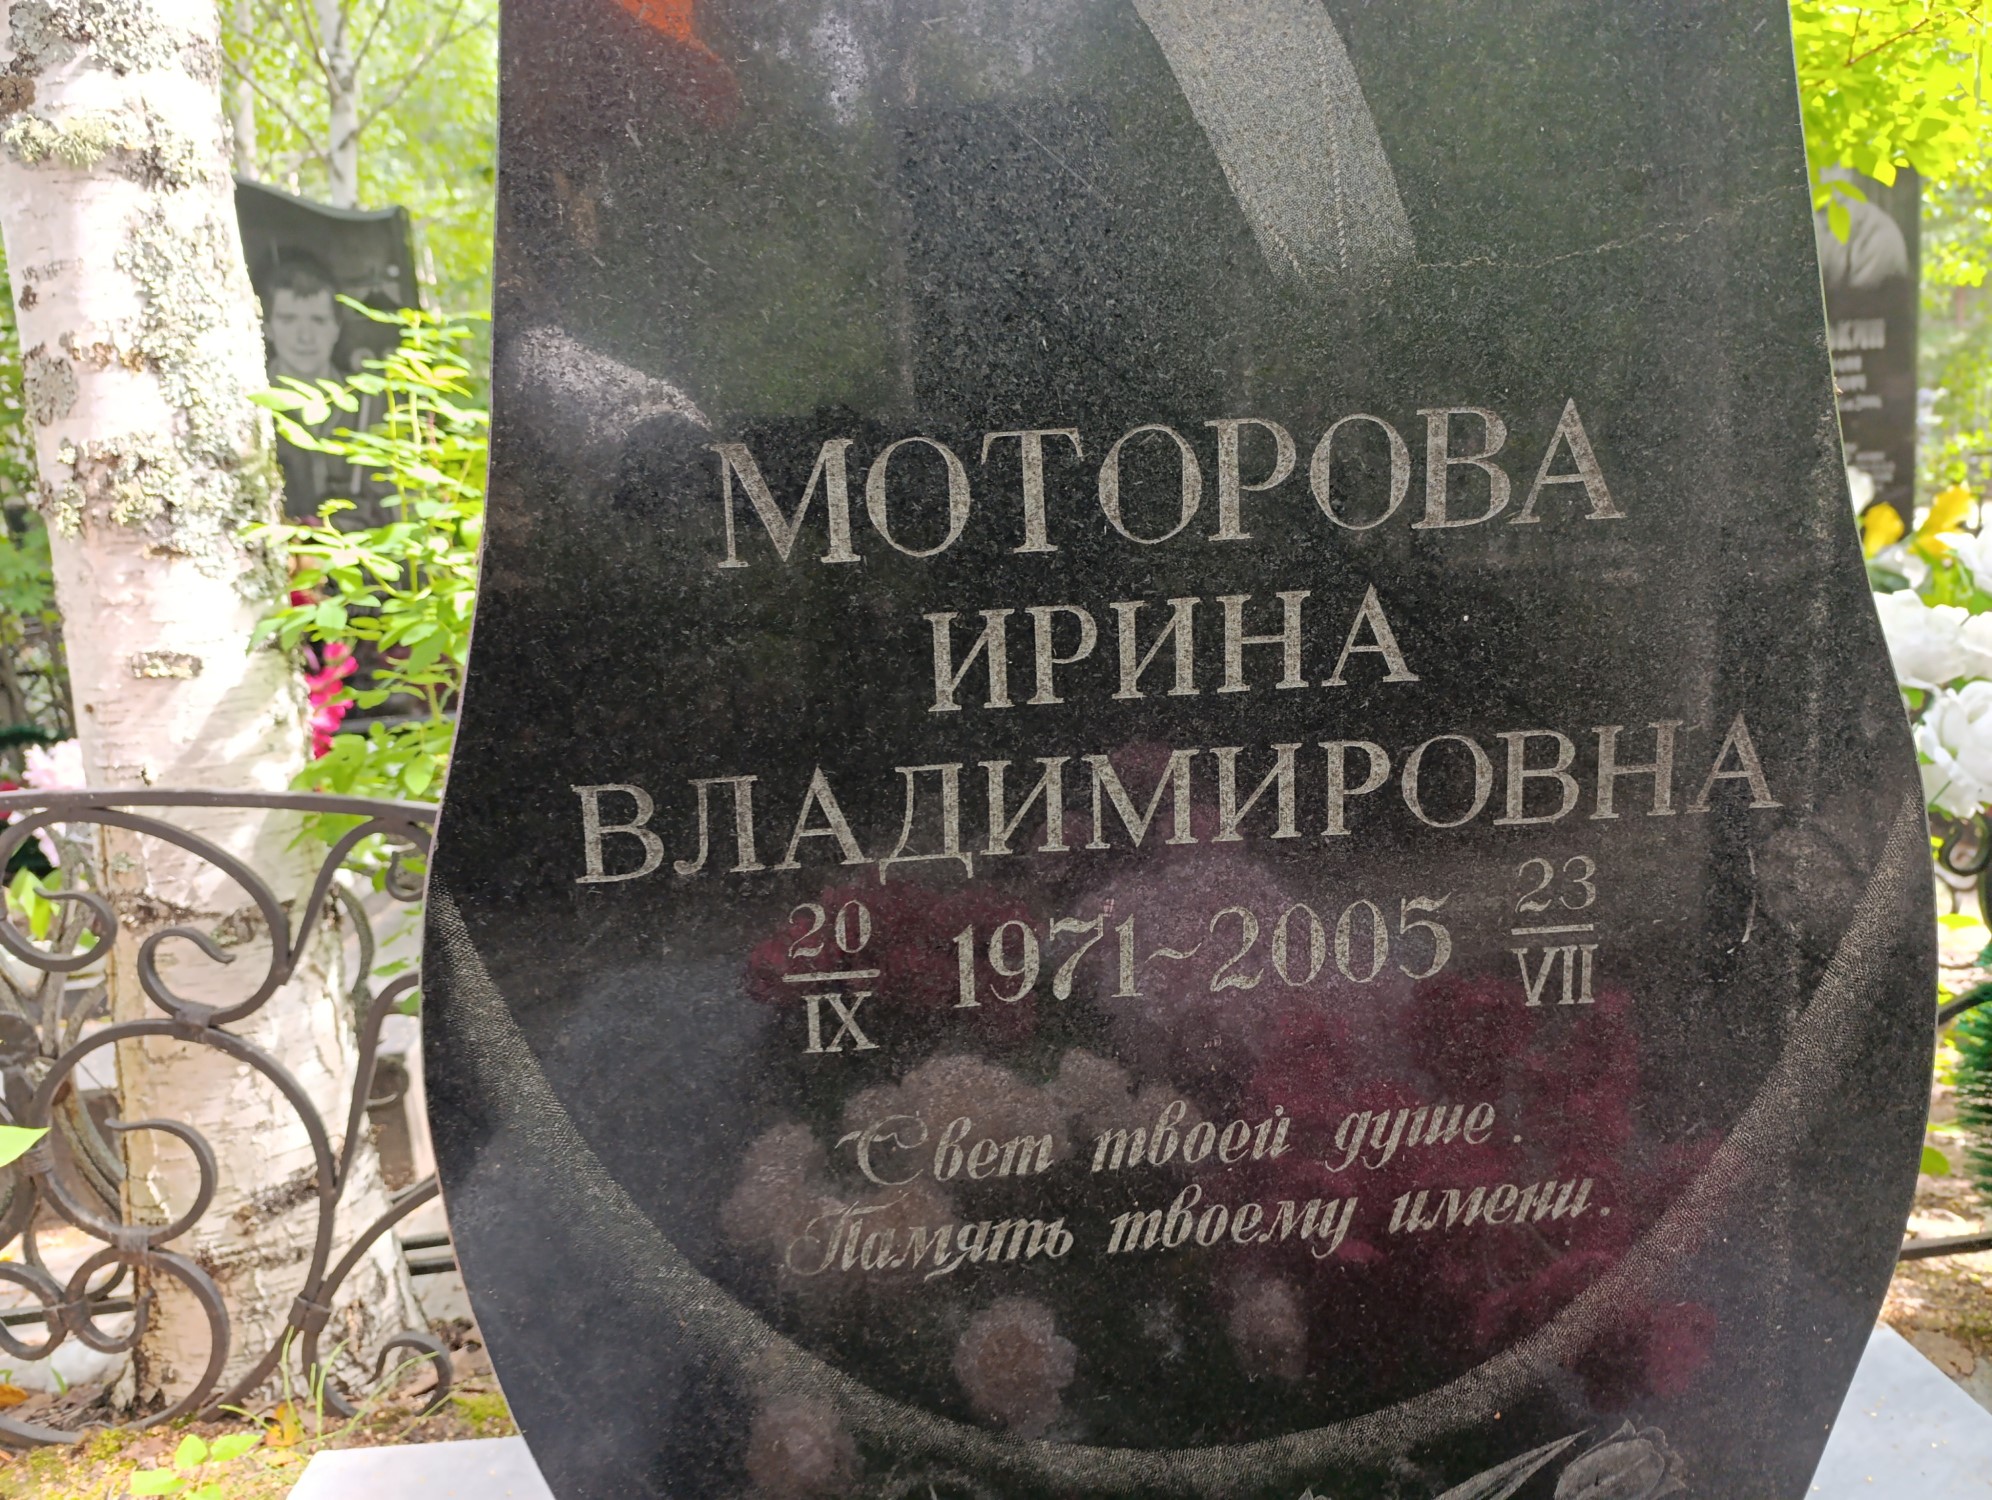 МОТОРОВА
ИРИНА
ВЛАДИМИРОВНА
20/IX 1971~2005 23/VII
Свет твоей душе.
Память твоему имени.